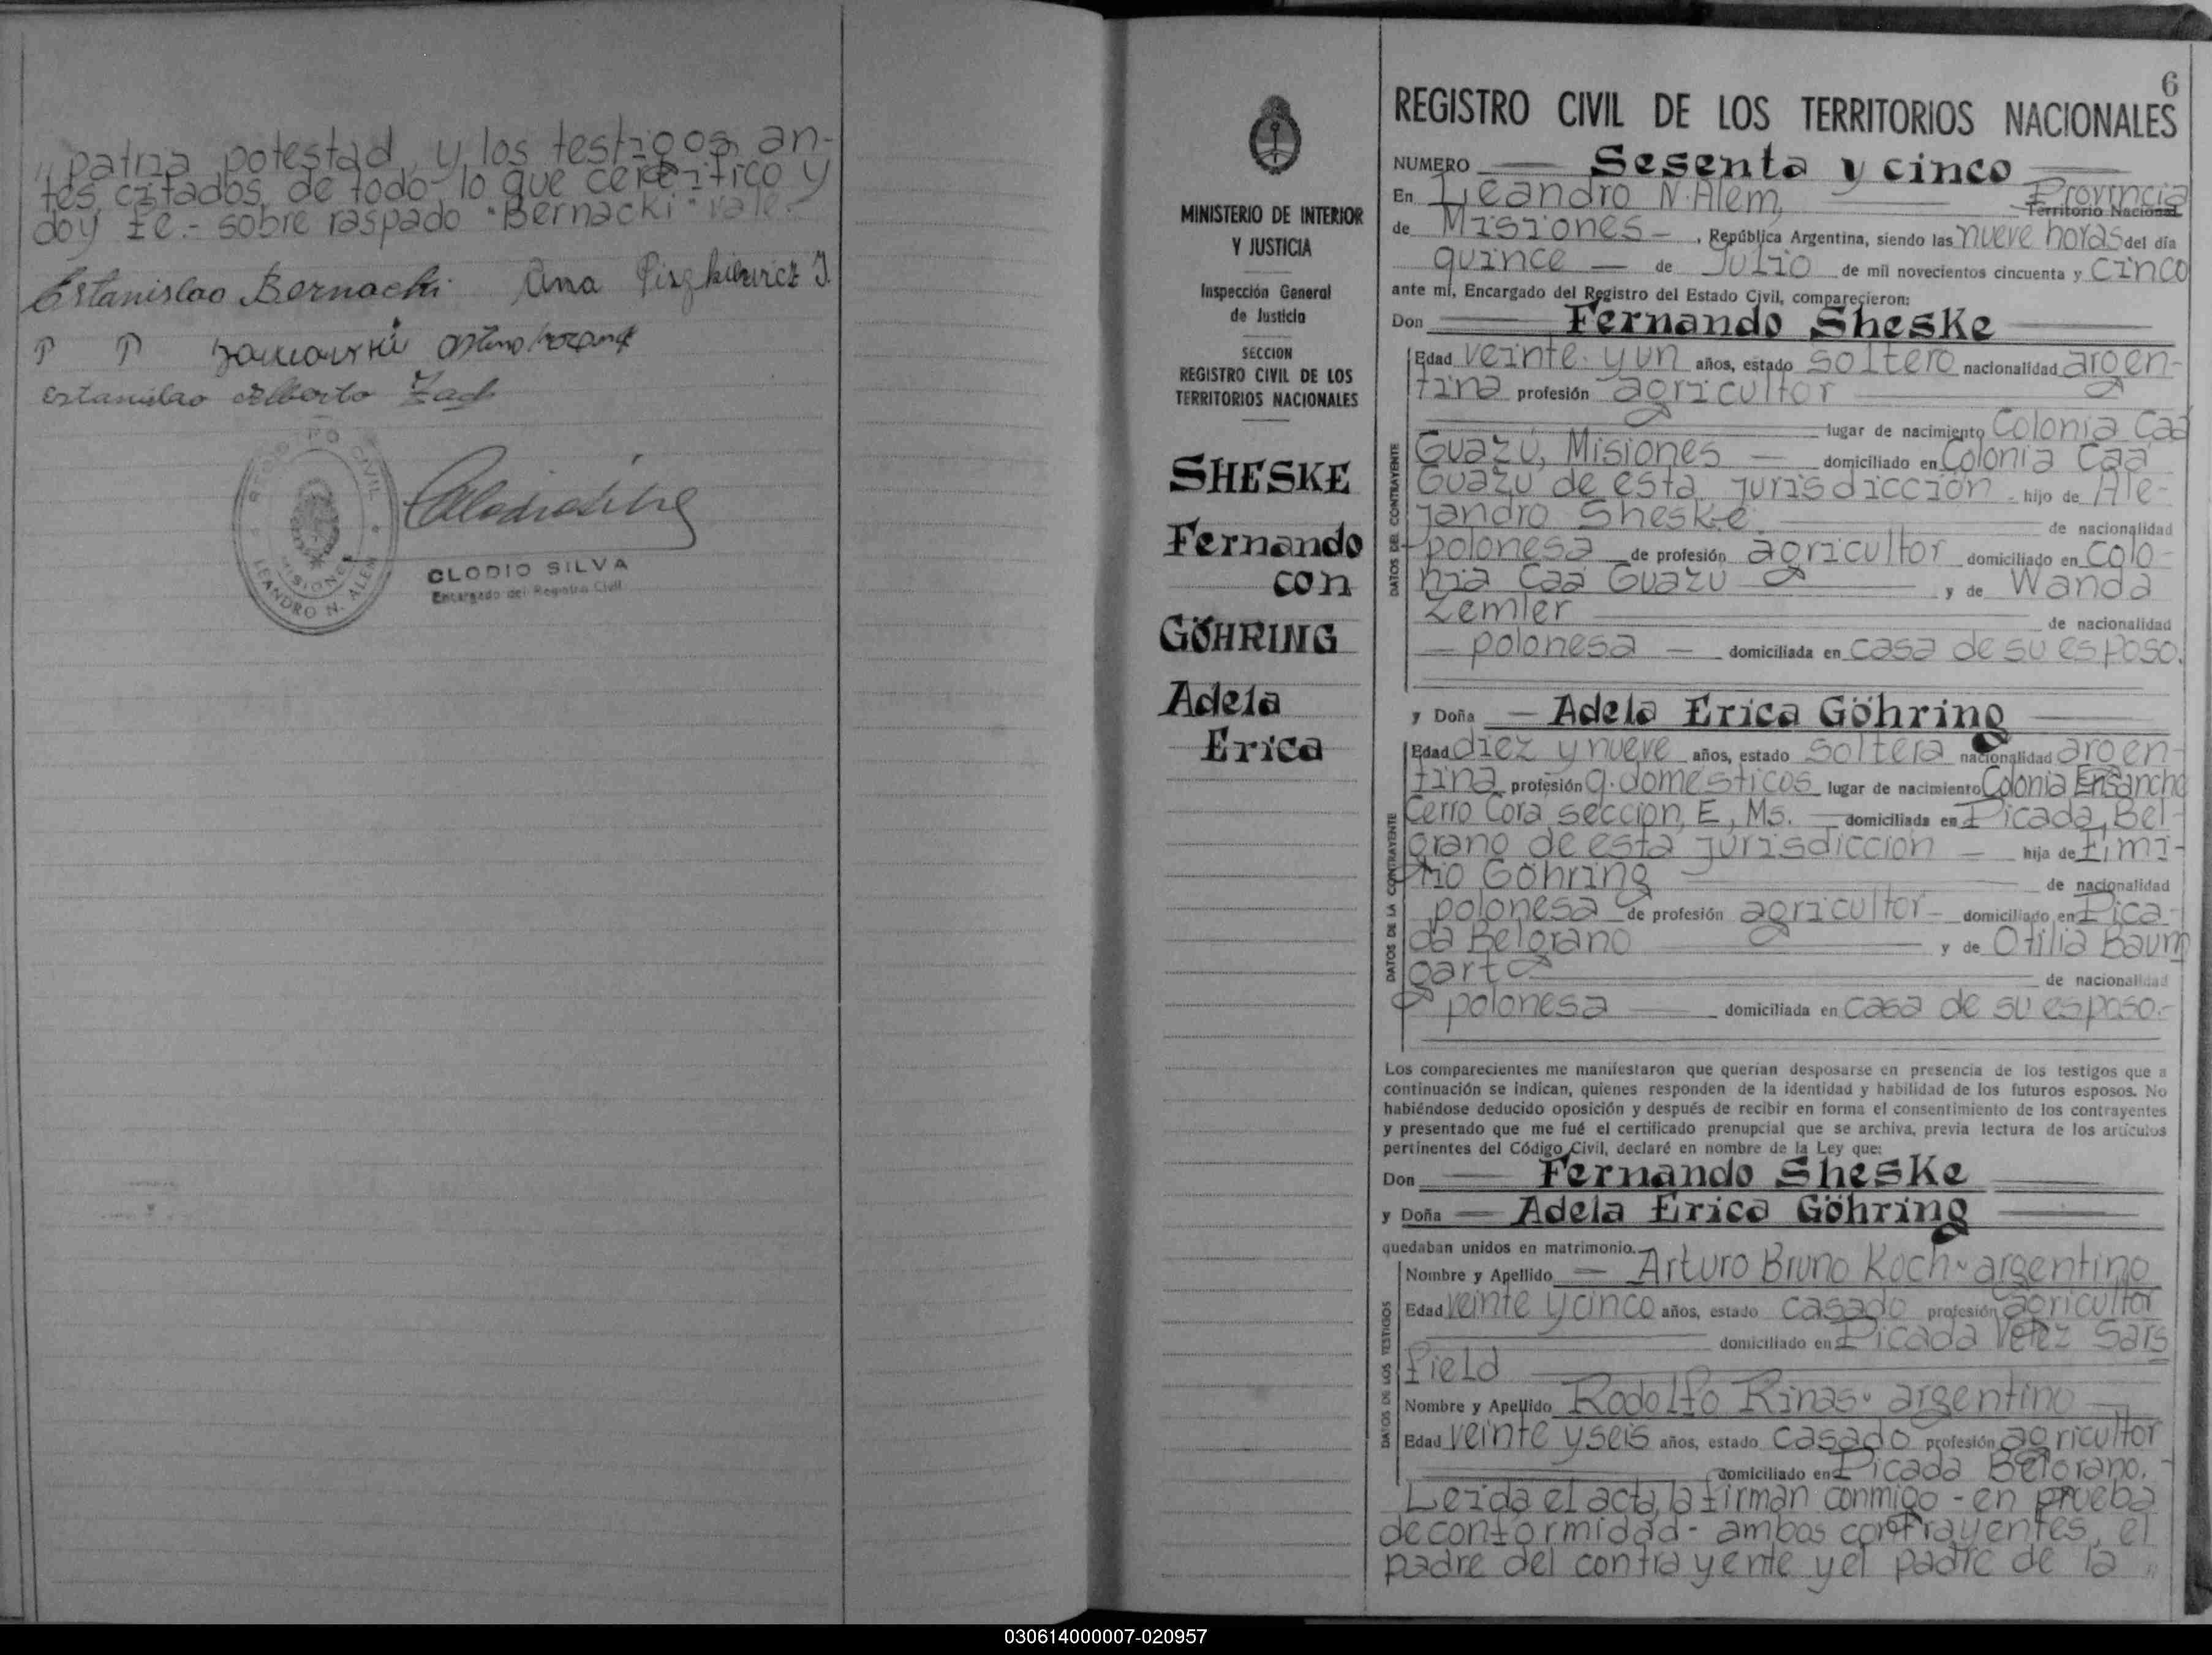 " patria potestad, y los testigos an-
tes citados, de todo lo que certifico y
doy fe.- sobre raspado "Bernacki" vale.-
Estanislao Bernacki Ana
P P
Estanislao Alberto
REGISTRO CIVIL
MISIONES
LEANDRO N. ALEM
CLODIO SILVA
Encargado del Registro Civil
MINISTERIO DE INTERIOR
Y JUSTICIA
Inspección General
de Justicia
SECCION
REGISTRO CIVIL DE LOS
TERRITORIOS NACIONALES
SHESKE
Fernando
con
GÖHRING
Adela
Erica
6
REGISTRO CIVIL DE LOS TERRITORIOS NACIONALES
NUMERO Sesenta y cinco
En Leandro N. Alem, Provincia
Territorio Nacional
de Misiones - , República Argentina, siendo las nueve horas del día
quince - de Julio de mil novecientos cincuenta y cinco
ante mí, Encargado del Registro del Estado Civil, comparecieron:
Don Fernando Sheske
DATOS DEL CONTRAYENTE
Edad veinte y un años, estado soltero nacionalidad argen-
tina profesión agricultor
lugar de nacimiento Colonia Caá
Guazú, Misiones - domiciliado en Colonia Caá
Guazú de esta jurisdicción - hijo de Ale-
jandro Sheske de nacionalidad
polonesa de profesión agricultor domiciliado en Colo-
nia Caá Guazú y de Wanda
Zemler de nacionalidad
- polonesa - domiciliada en casa de su esposo.
y Doña - Adela Erica Göhring
DATOS DE LA CONTRAYENTE
Edad diez y nueve años, estado soltera nacionalidad argen-
tina profesión q. domésticos lugar de nacimiento Colonia Ensanche
Cerro Corá sección, E, Ms. - domiciliada en Picada, Bel-
grano de esta jurisdicción - hija de Emi-
lio Göhring de nacionalidad
polonesa de profesión agricultor - domiciliado en Pica-
da Belgrano y de Otilia Baum
gart de nacionalidad
polonesa - domiciliada en casa de su esposo.-
Los comparecientes me manifestaron que querían desposarse en presencia de los testigos que a
continuación se indican, quienes responden de la identidad y habilidad de los futuros esposos. No
habiéndose deducido oposición y después de recibir en forma el consentimiento de los contrayentes
y presentado que me fué el certificado prenupcial que se archiva, previa lectura de los artículos
pertinentes del Código Civil, declaré en nombre de la Ley que:
Don Fernando Sheske
y Doña - Adela Erica Göhring
quedaban unidos en matrimonio.
DATOS DE LOS TESTIGOS
Nombre y Apellido - Arturo Bruno Koch - argentino
Edad veinte y cinco años, estado casado profesión agricultor
domiciliado en Picada Vélez Sars
field
Nombre y Apellido Rodolfo Rinas - argentino
Edad veinte y seis años, estado casado profesión agricultor
domiciliado en Picada Belgrano. -
Leída el acta, la firman conmigo - en prueba
de conformidad - ambos contrayentes, el
padre del contrayente y el padre de la "
030614000007-020957